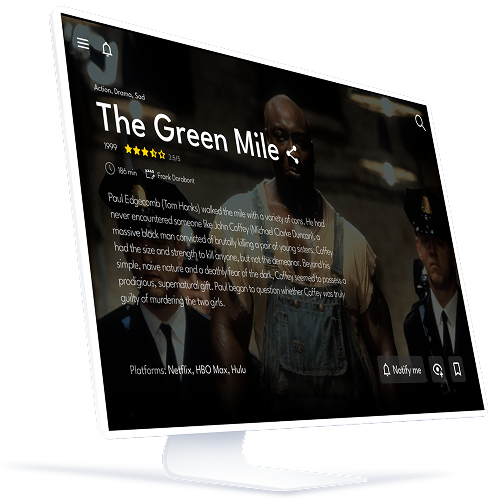 Action, Drama, Sad
The Green Mile
1999 3.5/5
186 min Frank Darabont
Paul Edgecomb (Tom Hanks) walked the mile with a variety of cons. He had
never encountered someone like John Coffey (Michael Clarke Duncan), a
massive black man convicted of brutally killing a pair of young sisters. Coffey
had the size and strength to kill anyone, but not the demeanor. Beyond his
simple, naive nature and a deathly fear of the dark, Coffey seemed to possess a
prodigious, supernatural gift. Paul began to question whether Coffey was truly
guilty of murdering the two girls.
Platforms: Netflix, HBO Max, Hulu
Notify me